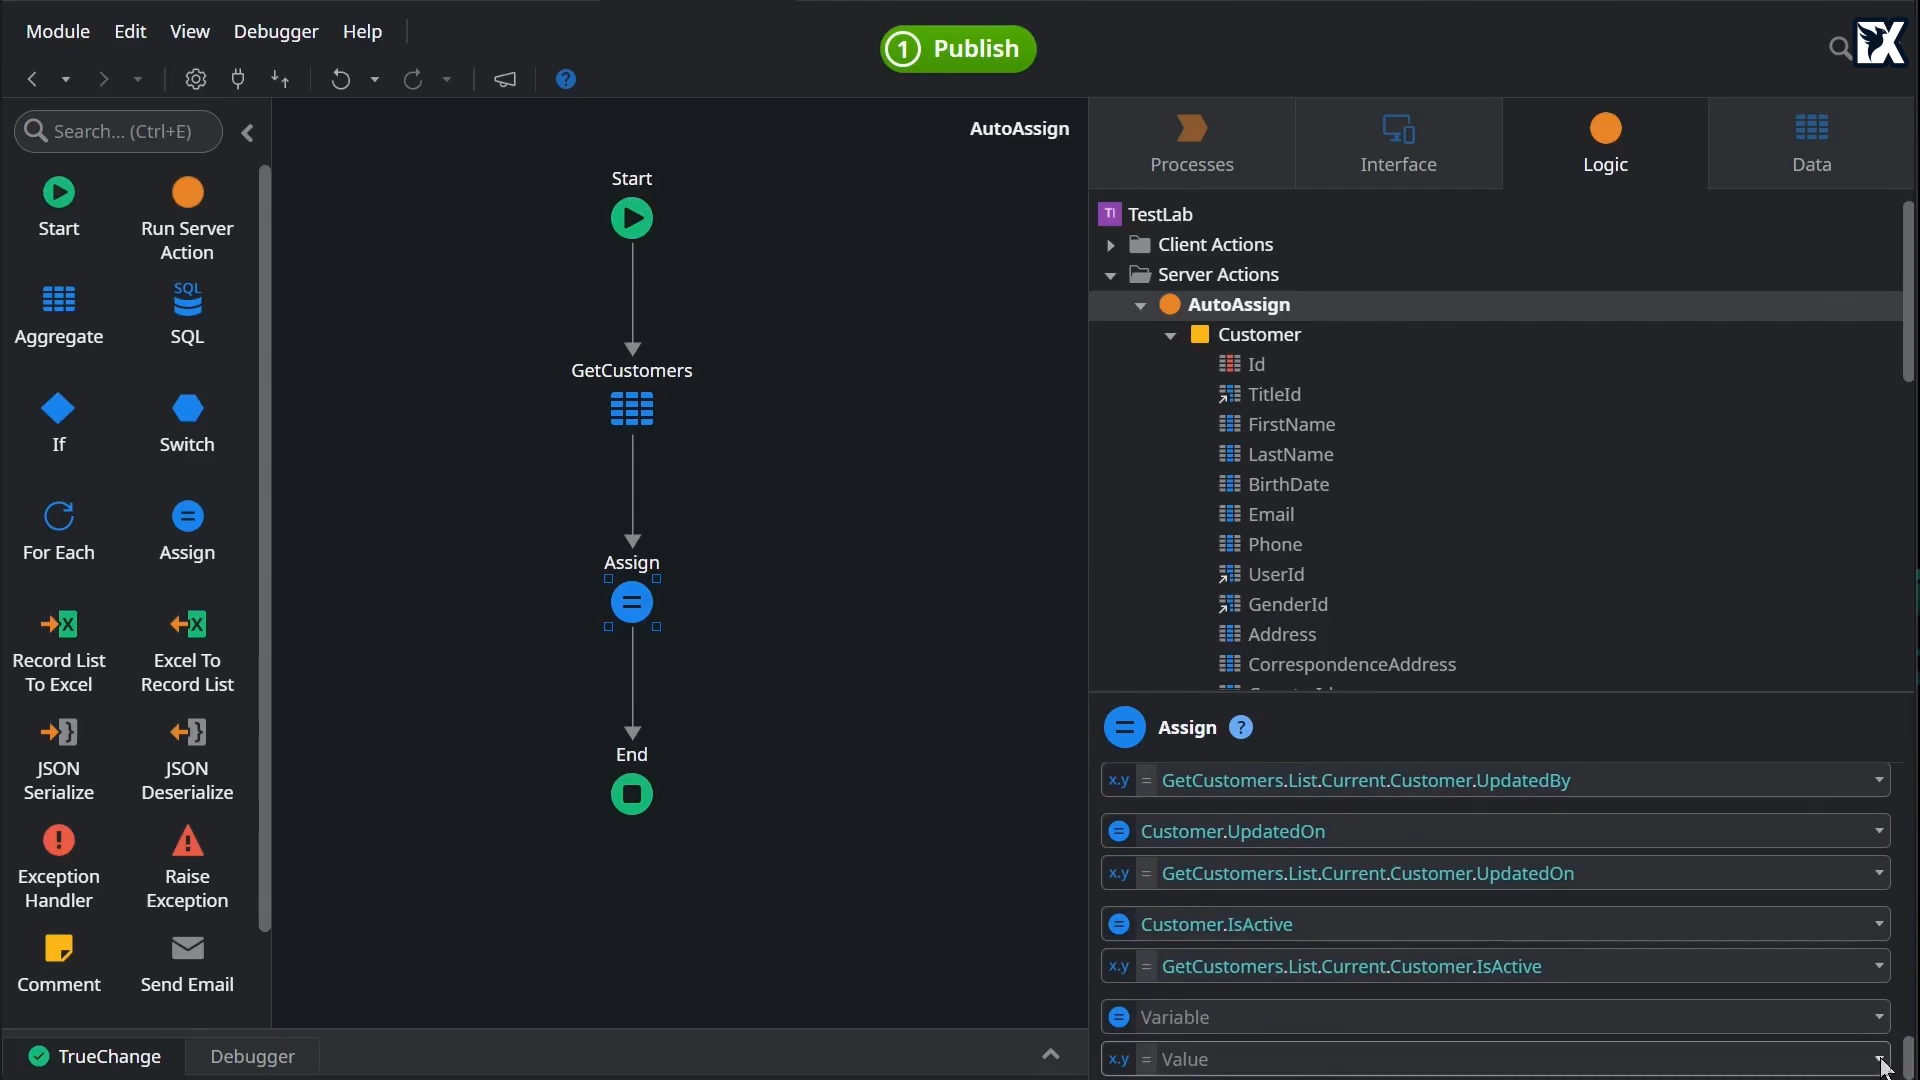 Module Edit View Debugger Help
1 Publish
Search... (Ctrl+E)
Start
Run Server
Action
Aggregate
SQL
SQL
If
Switch
For Each
Assign
Record List
To Excel
Excel To
Record List
JSON
Serialize
JSON
Deserialize
Exception
Handler
Raise
Exception
Comment
Send Email
TrueChange
Debugger
AutoAssign
Start
GetCustomers
Assign
End
Processes
Interface
Logic
Data
TI TestLab
Client Actions
Server Actions
AutoAssign
Customer
Id
TitleId
FirstName
LastName
BirthDate
Email
Phone
UserId
GenderId
Address
CorrespondenceAddress
Assign ?
x.y = GetCustomers.List.Current.Customer.UpdatedBy
= Customer.UpdatedOn
x.y = GetCustomers.List.Current.Customer.UpdatedOn
= Customer.IsActive
x.y = GetCustomers.List.Current.Customer.IsActive
= Variable
x.y = Value